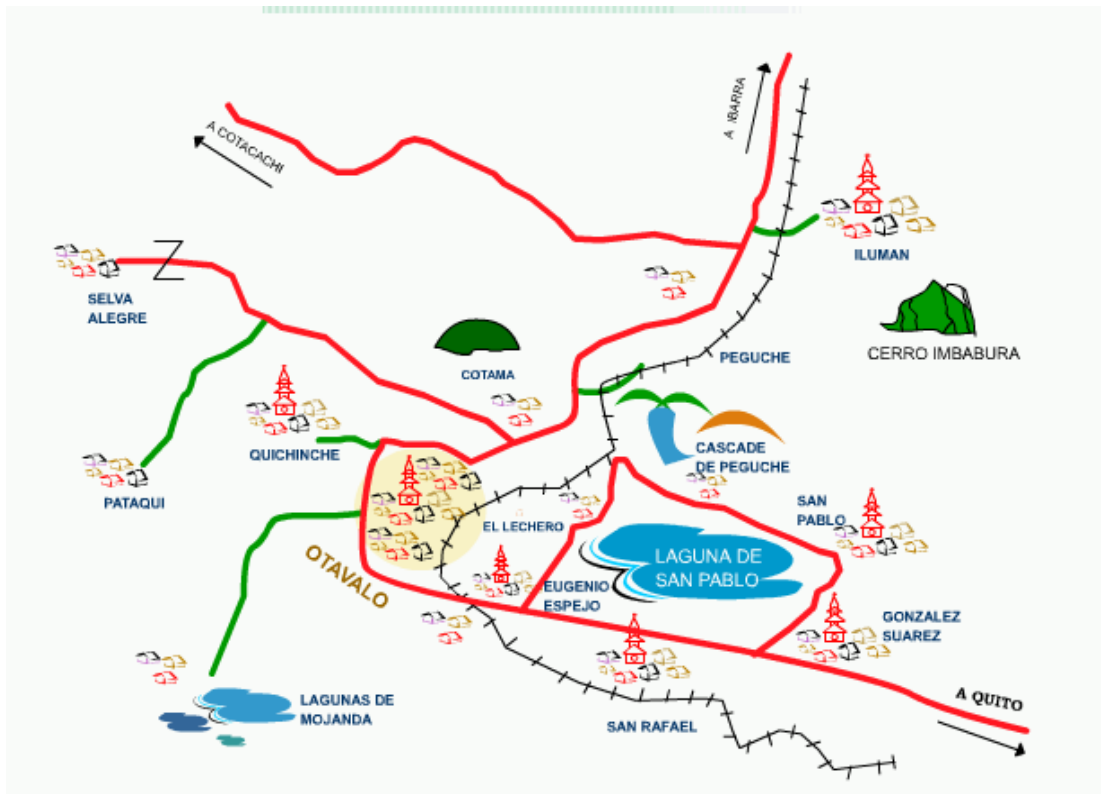 A COTACACHI
A IBARRA
ILUMAN
SELVA
ALEGRE
CERRO IMBABURA
PEGUCHE
COTAMA
QUICHINCHE
CASCADE
DE PEGUCHE
PATAQUI
SAN
PABLO
EL LECHERO
OTAVALO
LAGUNA DE
SAN PABLO
EUGENIO
ESPEJO
GONZALEZ
SUAREZ
LAGUNAS DE
MOJANDA
A QUITO
SAN RAFAEL